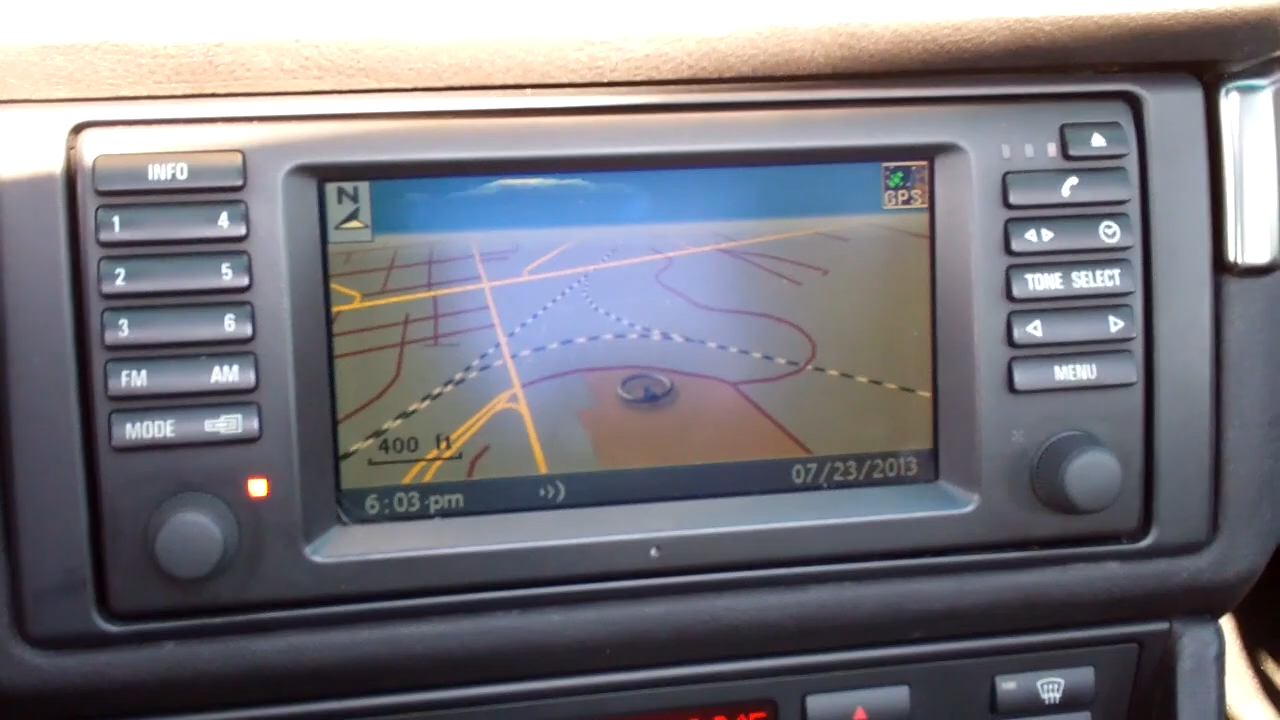 INFO
1 4
2 5
3 6
FM AM
MODE
N
GPS
400 ft
6:03 pm
07/23/2013
TONE SELECT
MENU